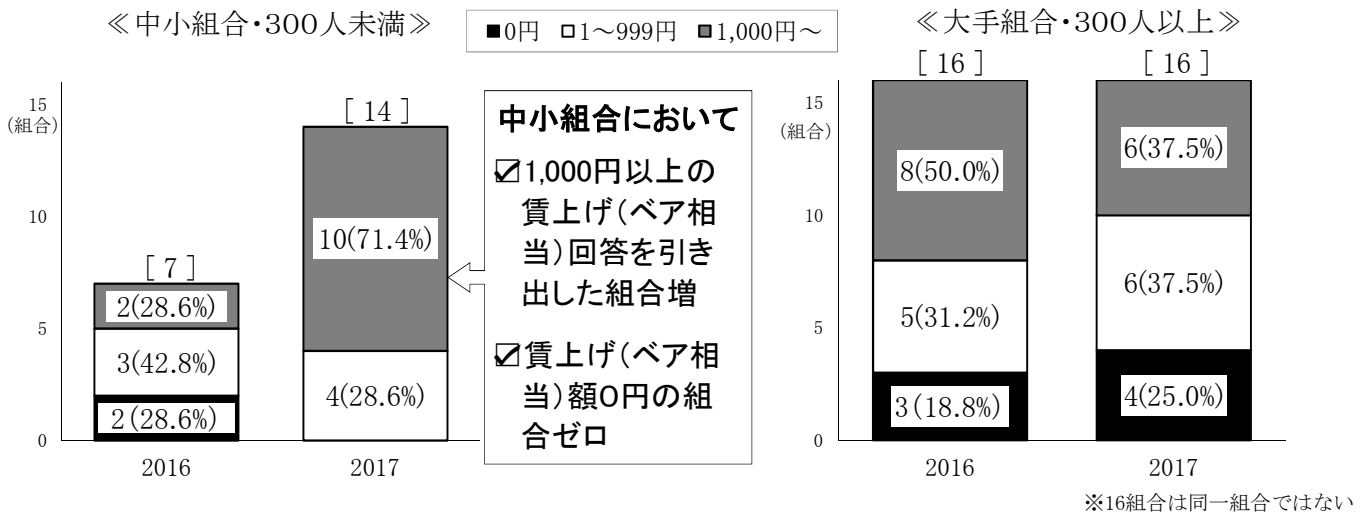 ≪中小組合・300人未満≫
■0円 □1～999円 ■1,000円～
≪大手組合・300人以上≫
15
(組合)
10
5
0
[ 7 ]
2(28.6%)
3(42.8%)
2(28.6%)
2016
[ 14 ]
10(71.4%)
4(28.6%)
2017
中小組合において
☑1,000円以上の
賃上げ(ベア相
当)回答を引き
出した組合増
☑賃上げ(ベア相
当)額0円の組
合ゼロ
15
(組合)
10
5
0
[ 16 ]
8(50.0%)
5(31.2%)
3(18.8%)
2016
[ 16 ]
6(37.5%)
6(37.5%)
4(25.0%)
2017
※16組合は同一組合ではない